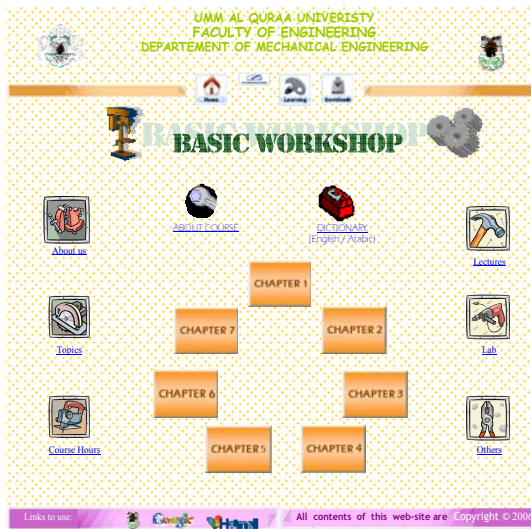 UMM AL QURAA UNIVERISTY
FACULTY OF ENGINEERING
DEPARTEMENT OF MECHANICAL ENGINEERING
Home
Learning
Downloads
BASIC WORKSHOP
ABOUT COURSE
DICTIONARY
(English / Arabic)
About us
Lectures
CHAPTER 1
CHAPTER 7
CHAPTER 2
Topics
Lab
CHAPTER 6
CHAPTER 3
CHAPTER 5
CHAPTER 4
Course Hours
Others
Links to use:
Google
All contents of this web-site are Copyright ©